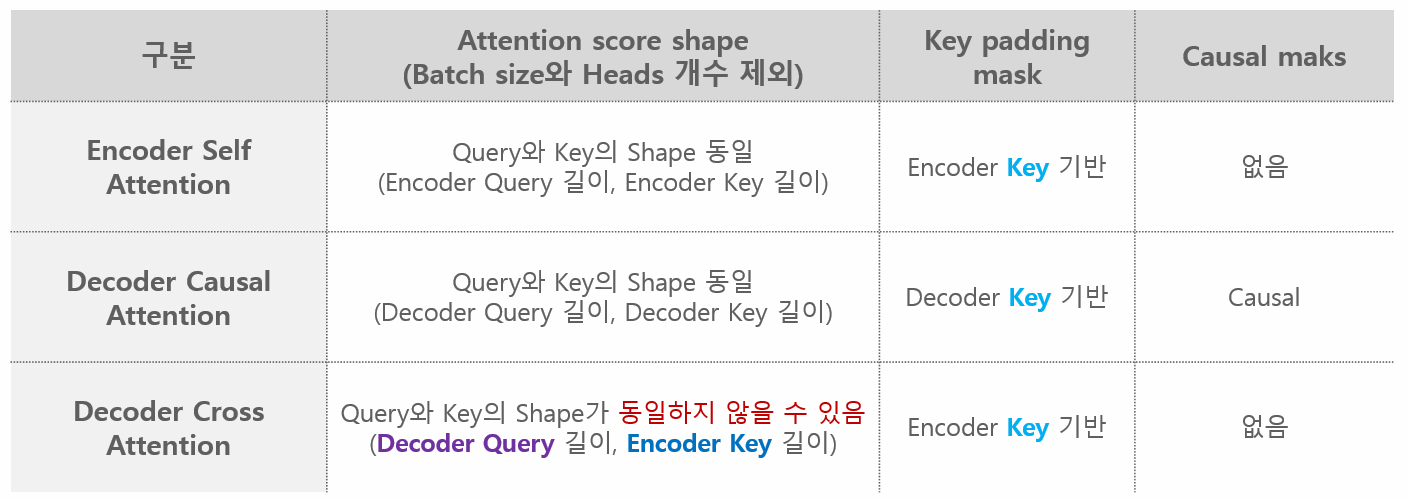 구분
Attention score shape
(Batch size와 Heads 개수 제외)
Key padding
mask
Causal maks
Encoder Self
Attention
Query와 Key의 Shape 동일
(Encoder Query 길이, Encoder Key 길이)
Encoder Key 기반
없음
Decoder Causal
Attention
Query와 Key의 Shape 동일
(Decoder Query 길이, Decoder Key 길이)
Decoder Key 기반
Causal
Decoder Cross
Attention
Query와 Key의 Shape가 동일하지 않을 수 있음
(Decoder Query 길이, Encoder Key 길이)
Encoder Key 기반
없음